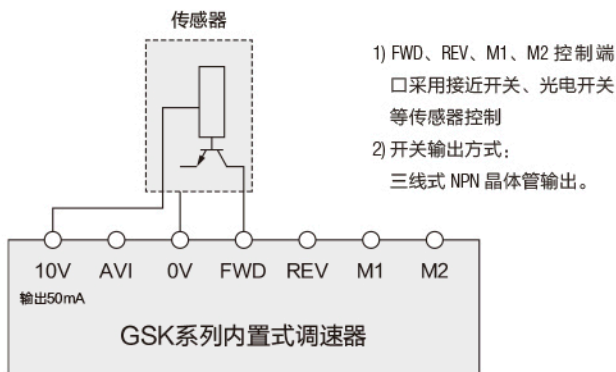 传感器
1) FWD、REV、M1、M2 控制端
口采用接近开关、光电开关
等传感器控制
2) 开关输出方式：
三线式 NPN 晶体管输出。
10V AVI 0V FWD REV M1 M2
输出50mA
GSK系列内置式调速器